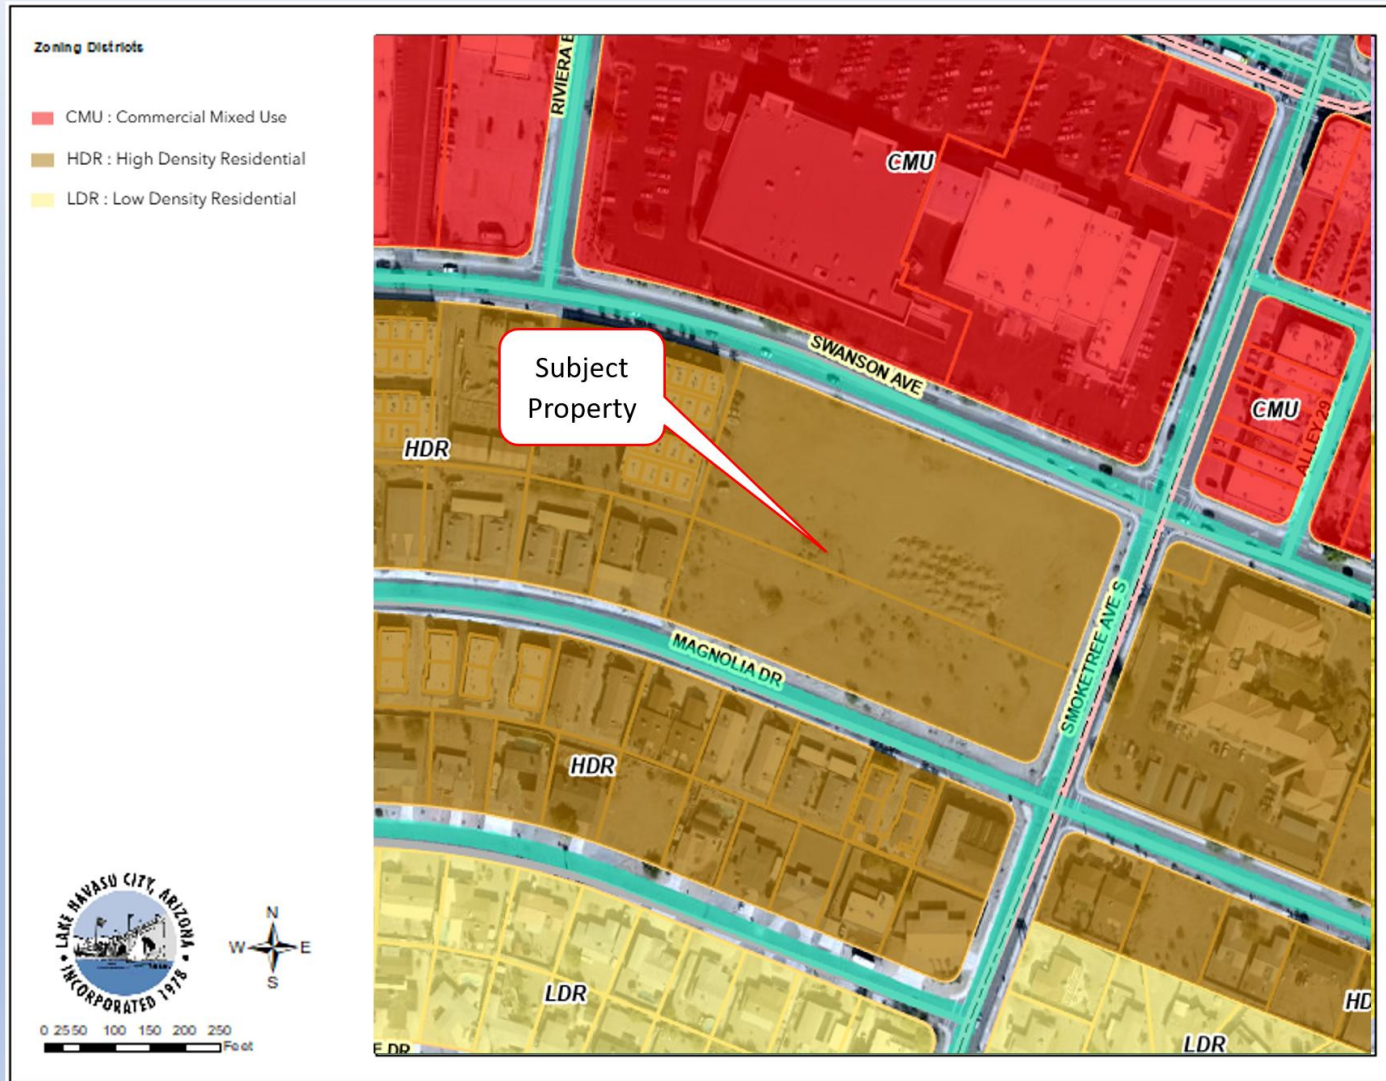 Zoning Districts
CMU : Commercial Mixed Use
HDR : High Density Residential
LDR : Low Density Residential
RIVIERA B
CMU
SWANSON AVE
Subject
Property
CMU
ALLEY 29
HDR
SMOKETREE AVE S
MAGNOLIA DR
HDR
LAKE HAVASU CITY, ARIZONA
• INCORPORATED 1978 •
N
W E
S
LDR
HD
LDR
E DR
0 25 50 100 150 200 250
Feet